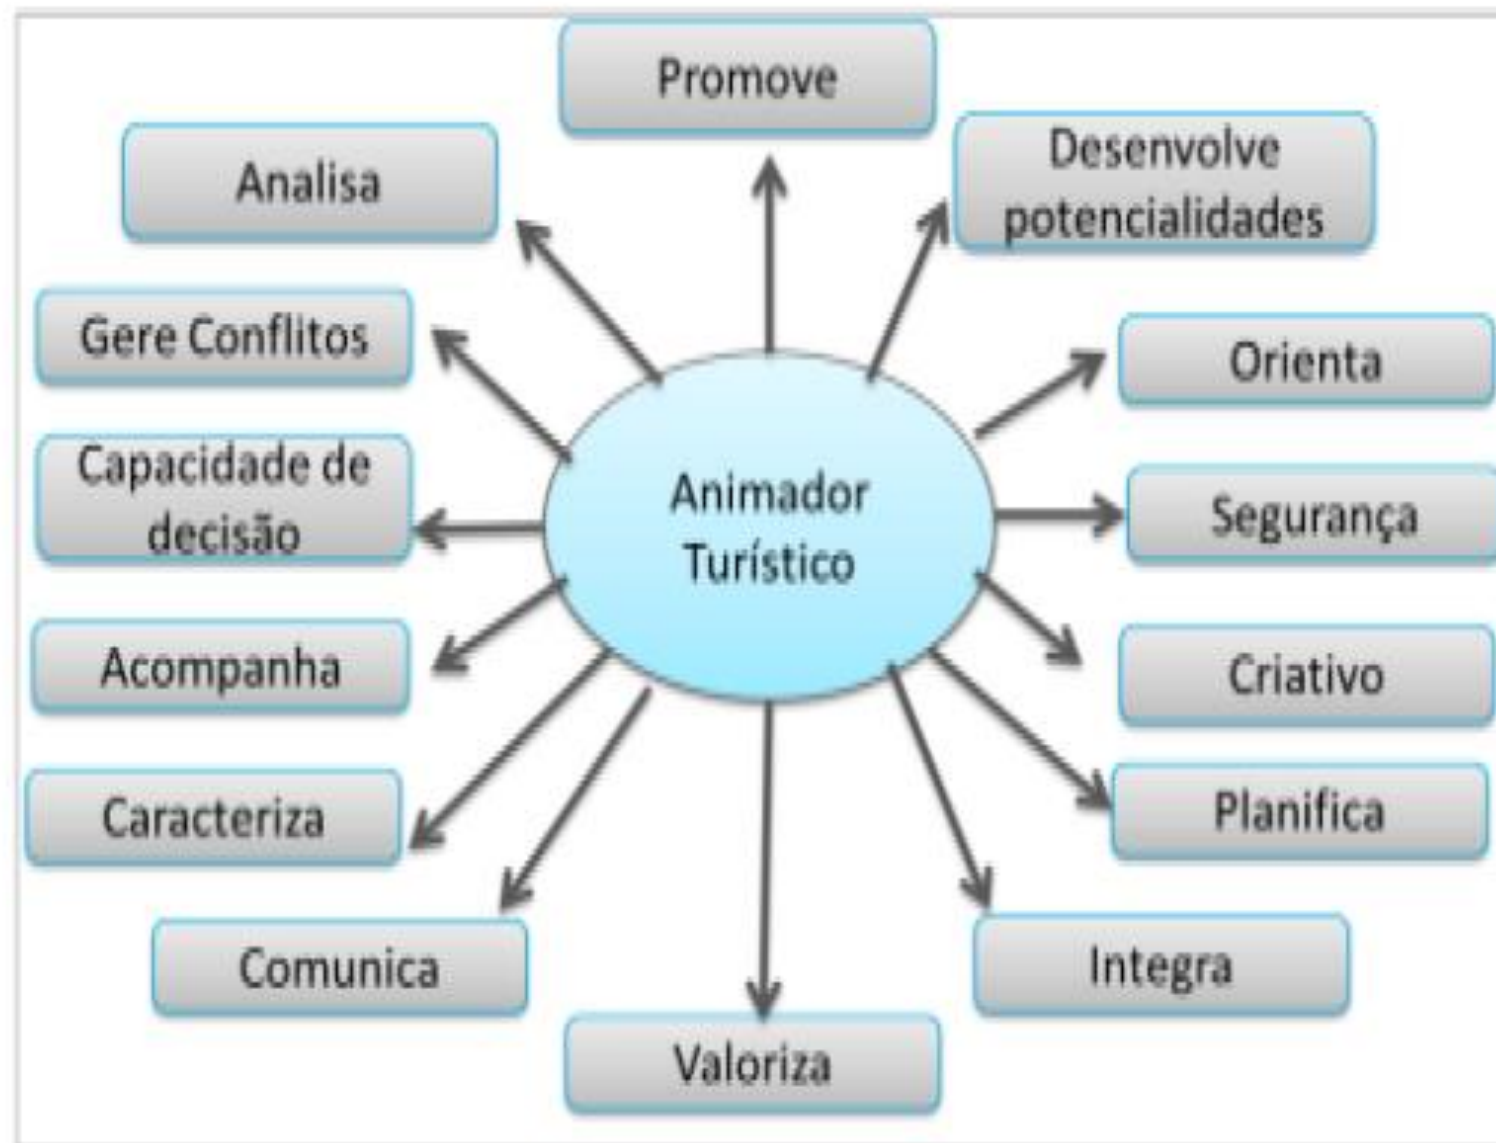 Promove
Analisa
Desenvolve
potencialidades
Gere Conflitos
Orienta
Capacidade de
decisão
Animador
Turístico
Segurança
Acompanha
Criativo
Caracteriza
Planifica
Comunica
Integra
Valoriza